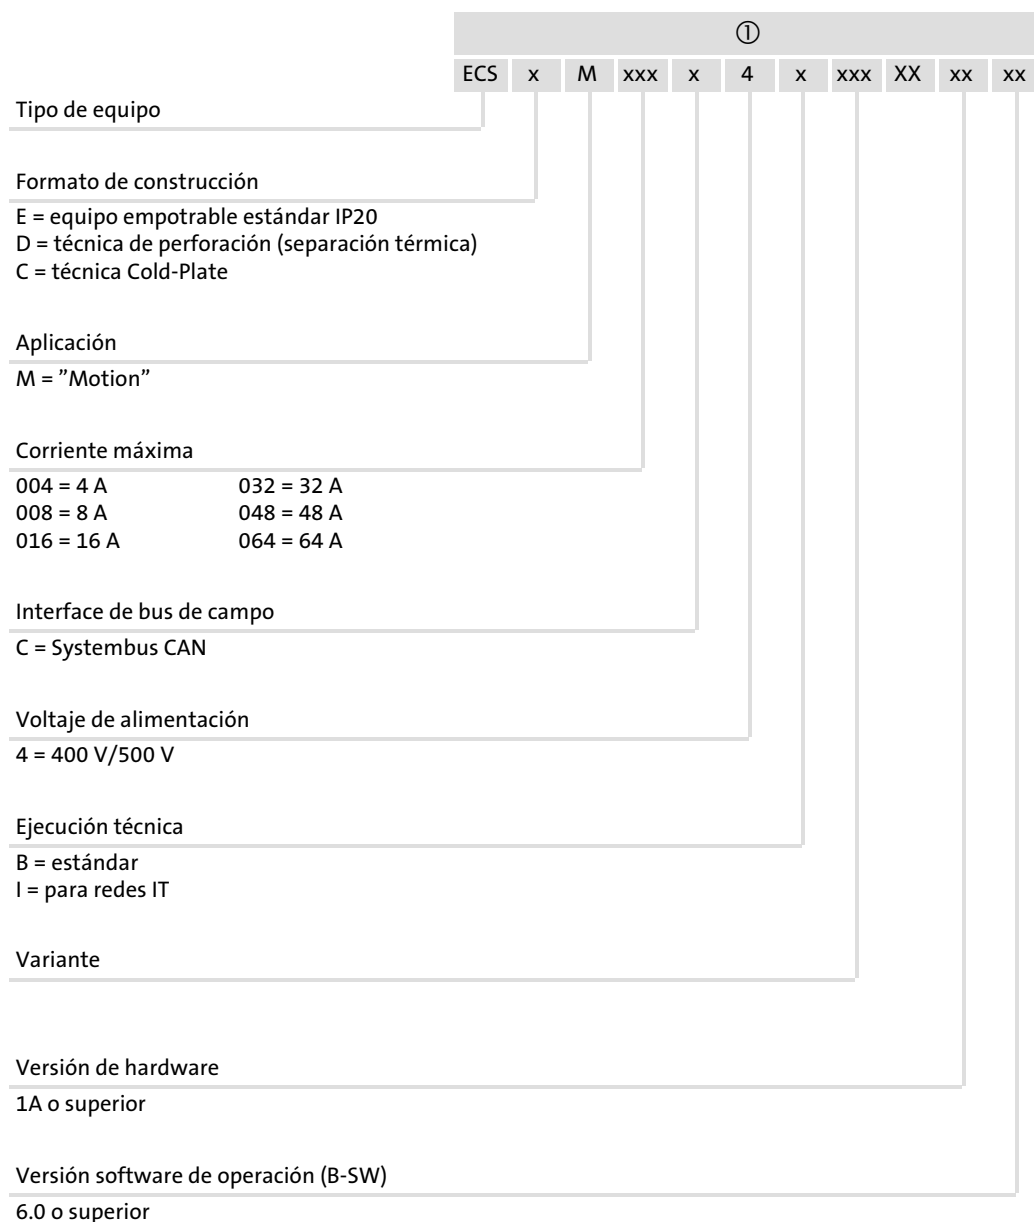 ①
ECS x M xxx x 4 x xxx XX xx xx
Tipo de equipo
Formato de construcción
E = equipo empotrable estándar IP20
D = técnica de perforación (separación térmica)
C = técnica Cold-Plate
Aplicación
M = ”Motion”
Corriente máxima
004 = 4 A 032 = 32 A
008 = 8 A 048 = 48 A
016 = 16 A 064 = 64 A
Interface de bus de campo
C = Systembus CAN
Voltaje de alimentación
4 = 400 V/500 V
Ejecución técnica
B = estándar
I = para redes IT
Variante
Versión de hardware
1A o superior
Versión software de operación (B-SW)
6.0 o superior